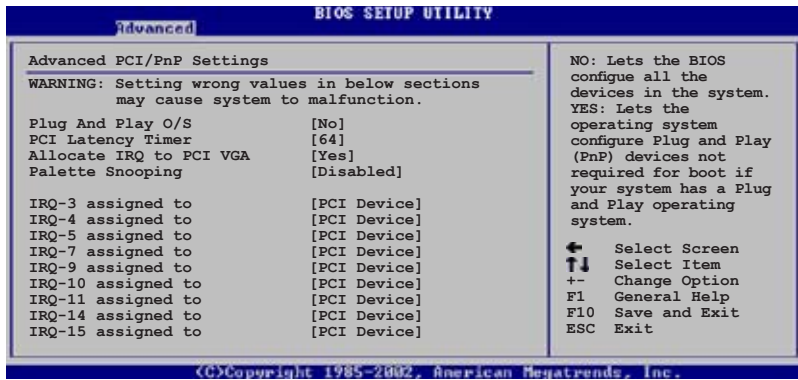 BIOS SETUP UTILITY
Advanced
Advanced PCI/PnP Settings
WARNING: Setting wrong values in below sections
may cause system to malfunction.
Plug And Play O/S [No]
PCI Latency Timer [64]
Allocate IRQ to PCI VGA [Yes]
Palette Snooping [Disabled]
IRQ-3 assigned to [PCI Device]
IRQ-4 assigned to [PCI Device]
IRQ-5 assigned to [PCI Device]
IRQ-7 assigned to [PCI Device]
IRQ-9 assigned to [PCI Device]
IRQ-10 assigned to [PCI Device]
IRQ-11 assigned to [PCI Device]
IRQ-14 assigned to [PCI Device]
IRQ-15 assigned to [PCI Device]
NO: Lets the BIOS
configue all the
devices in the system.
YES: Lets the
operating system
configure Plug and Play
(PnP) devices not
required for boot if
your system has a Plug
and Play operating
system.
← Select Screen
↑↓ Select Item
+- Change Option
F1 General Help
F10 Save and Exit
ESC Exit
(C)Copyright 1985-2002, American Megatrends, Inc.